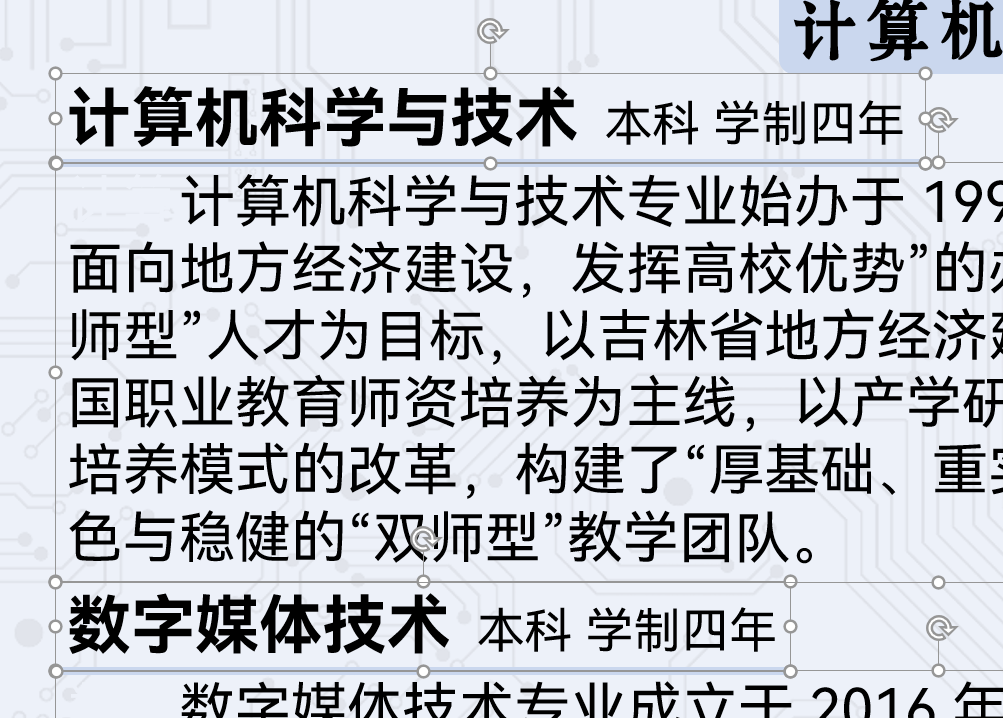 计算机
计算机科学与技术 本科 学制四年
计算机科学与技术专业始办于 199
面向地方经济建设，发挥高校优势”的
师型”人才为目标，以吉林省地方经济
国职业教育师资培养为主线，以产学研
培养模式的改革，构建了“厚基础、重
色与稳健的“双师型”教学团队。
数字媒体技术 本科 学制四年
数字媒体技术专业成立于 2016 年